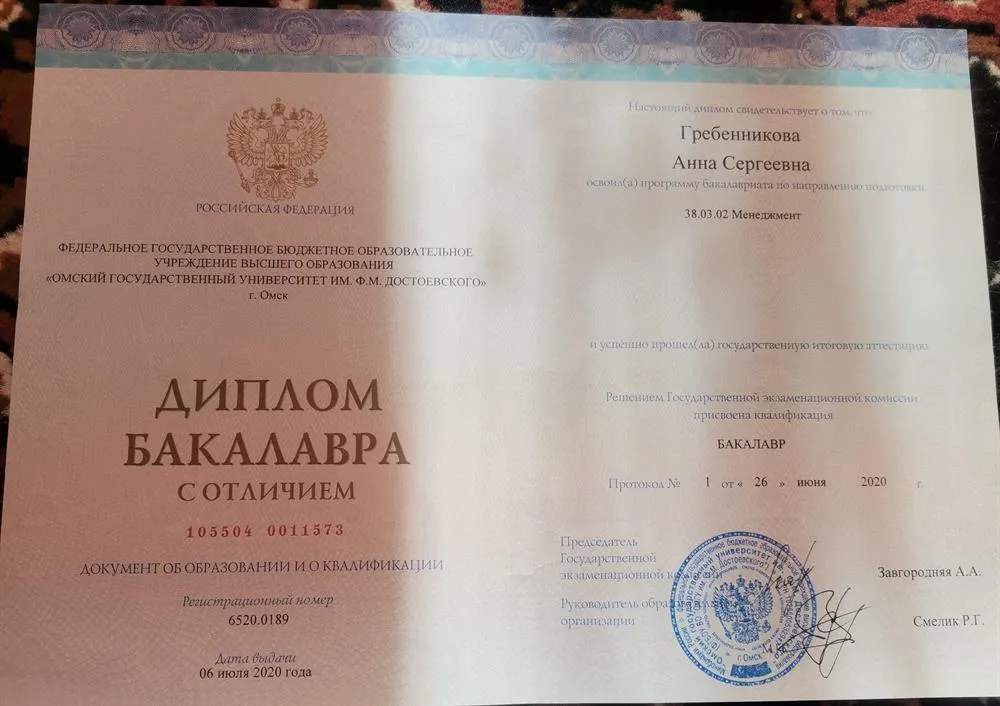 РОССИЙСКАЯ ФЕДЕРАЦИЯ
ФЕДЕРАЛЬНОЕ ГОСУДАРСТВЕННОЕ БЮДЖЕТНОЕ ОБРАЗОВАТЕЛЬНОЕ
УЧРЕЖДЕНИЕ ВЫСШЕГО ОБРАЗОВАНИЯ
«ОМСКИЙ ГОСУДАРСТВЕННЫЙ УНИВЕРСИТЕТ ИМ. Ф.М. ДОСТОЕВСКОГО»
г. Омск
ДИПЛОМ
БАКАЛАВРА
С ОТЛИЧИЕМ
105504 0011573
ДОКУМЕНТ ОБ ОБРАЗОВАНИИ И О КВАЛИФИКАЦИИ
Регистрационный номер
6520.0189
Дата выдачи
06 июля 2020 года
Настоящий диплом свидетельствует о том, что
Гребенникова
Анна Сергеевна
освоил(а) программу бакалавриата по направлению подготовки
38.03.02 Менеджмент
и успешно прошел(ла) государственную итоговую аттестацию
Решением Государственной экзаменационной комиссии
присвоена квалификация
БАКАЛАВР
Протокол № 1 от « 26 » июня 2020 г.
Председатель
Государственной
экзаменационной комиссии
Завгородняя А.А.
Руководитель образовательной
организации
Смелик Р.Г.
г. Омск